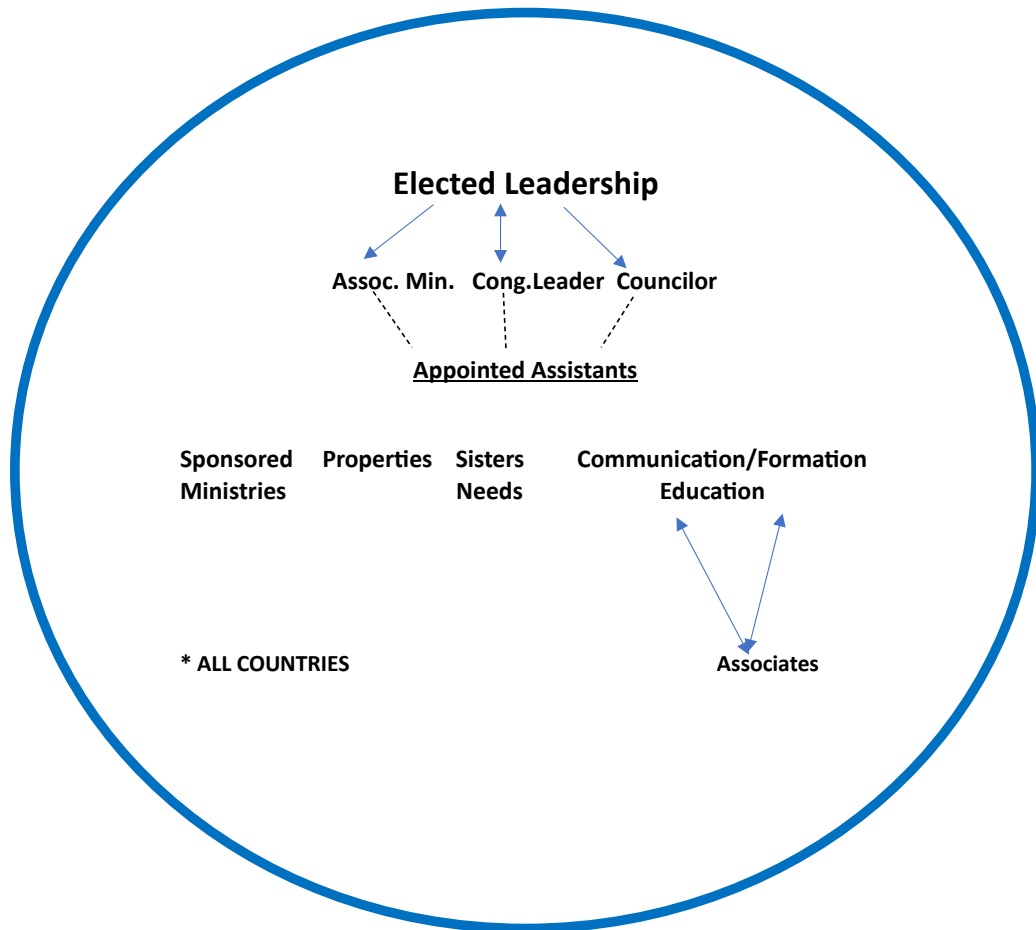 Elected Leadership
Assoc. Min. Cong.Leader Councilor
Appointed Assistants
Sponsored Properties Sisters Communication/Formation
Ministries Needs Education
* ALL COUNTRIES Associates